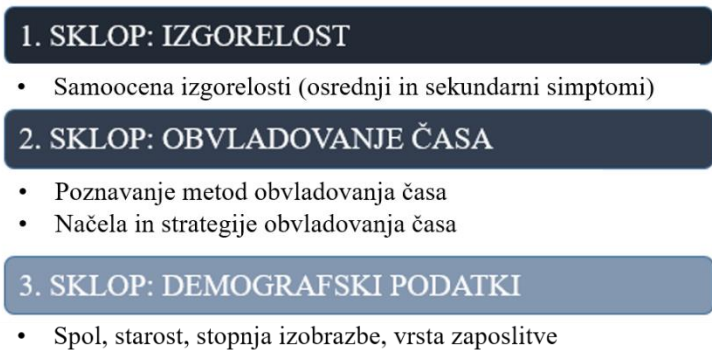 1. SKLOP: IZGORELOST
• Samoocena izgorelosti (osrednji in sekundarni simptomi)
2. SKLOP: OBVLADOVANJE ČASA
• Poznavanje metod obvladovanja časa
• Načela in strategije obvladovanja časa
3. SKLOP: DEMOGRAFSKI PODATKI
• Spol, starost, stopnja izobrazbe, vrsta zaposlitve